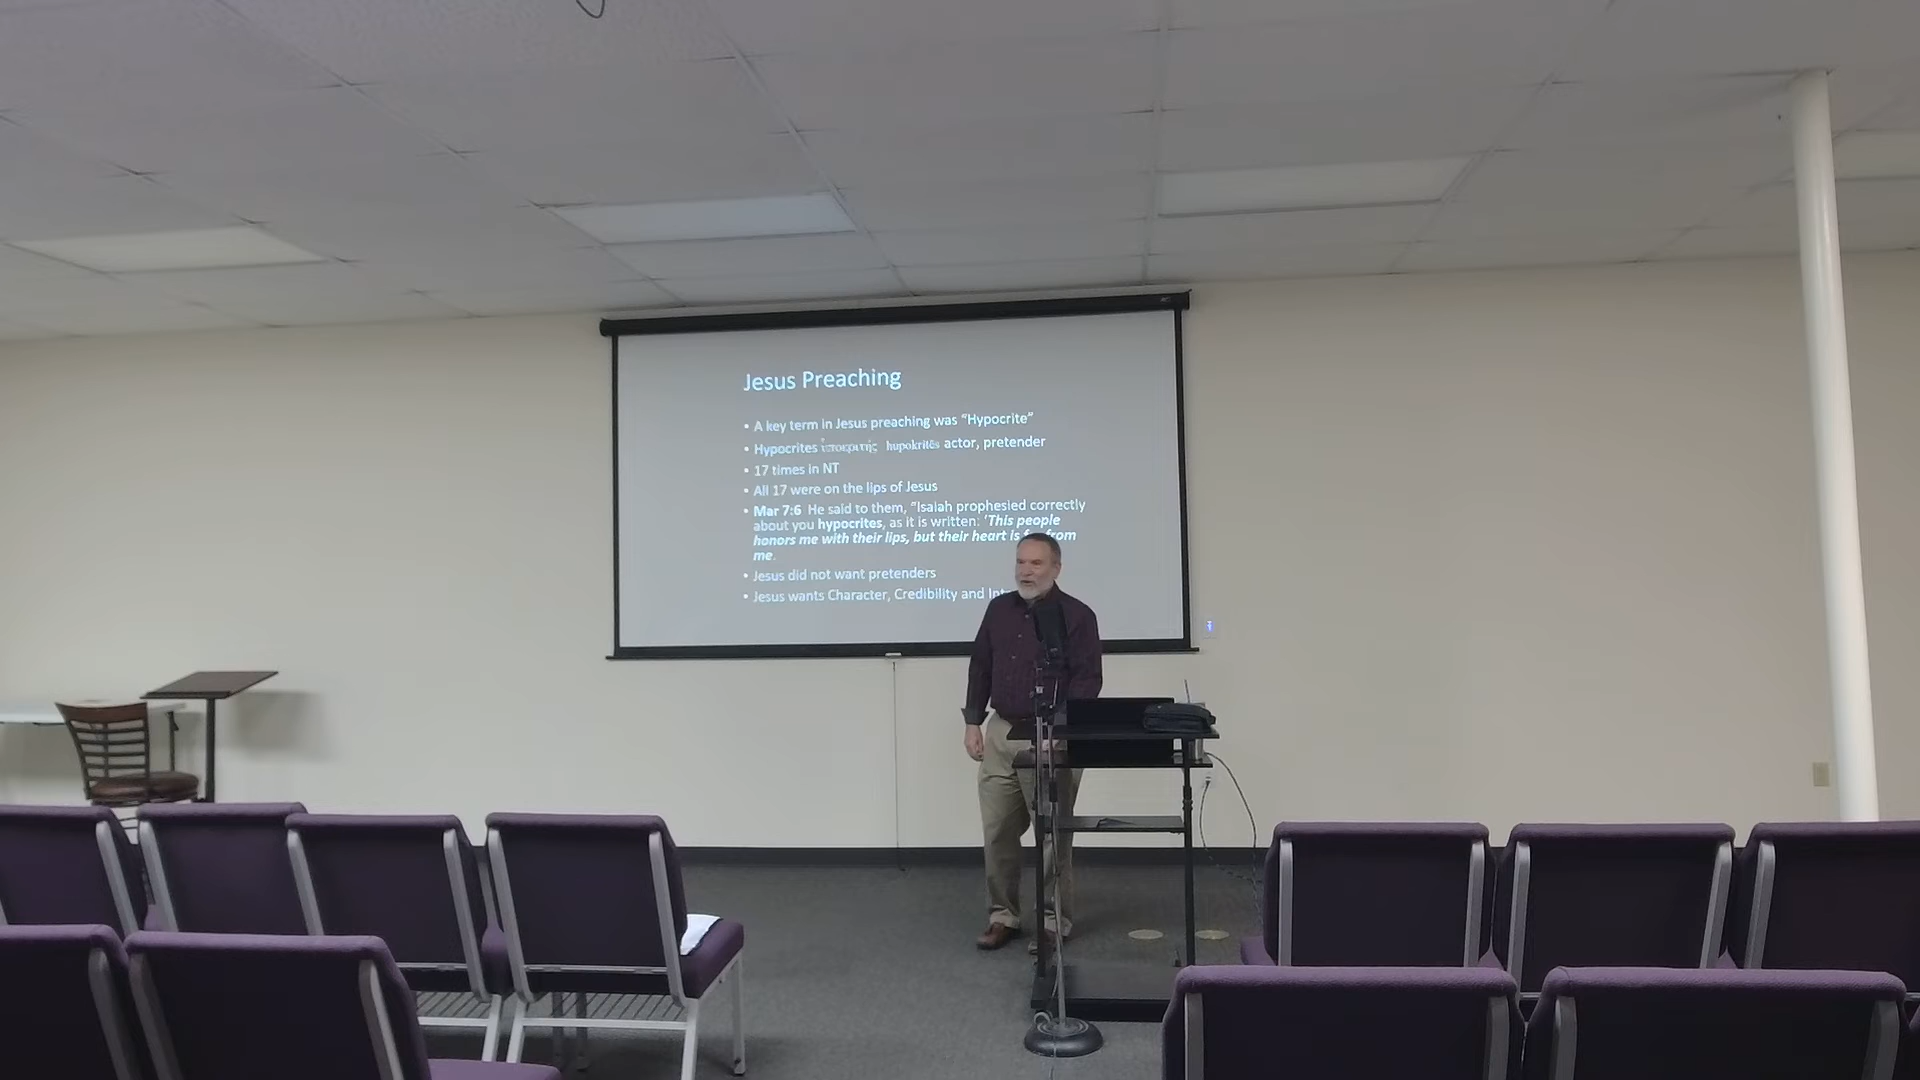 Jesus Preaching
• A key term in Jesus preaching was "Hypocrite"
• Hypocrites ὑποκριτής hupokritēs actor, pretender
• 17 times in NT
• All 17 were on the lips of Jesus
• Mar 7:6 He said to them, "Isaiah prophesied correctly
about you hypocrites, as it is written: 'This people
honors me with their lips, but their heart is from
me.
• Jesus did not want pretenders
• Jesus wants Character, Credibility and